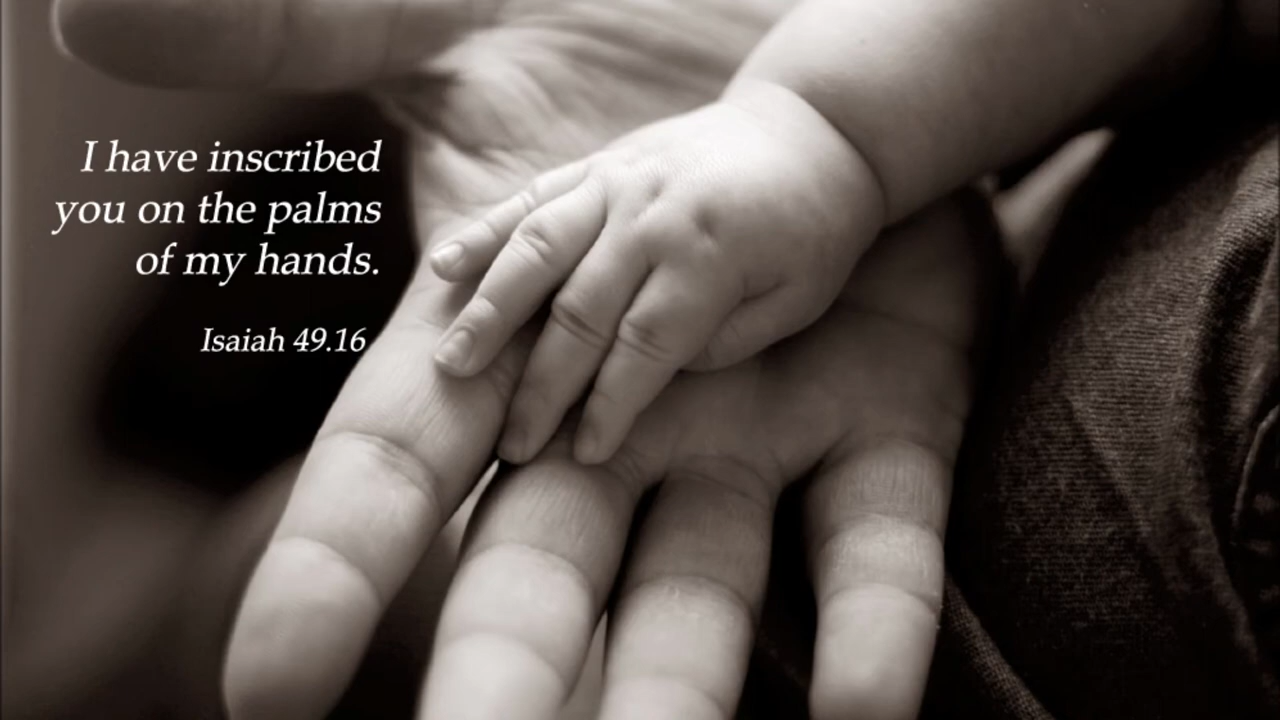 I have inscribed
you on the palms
of my hands.
Isaiah 49.16